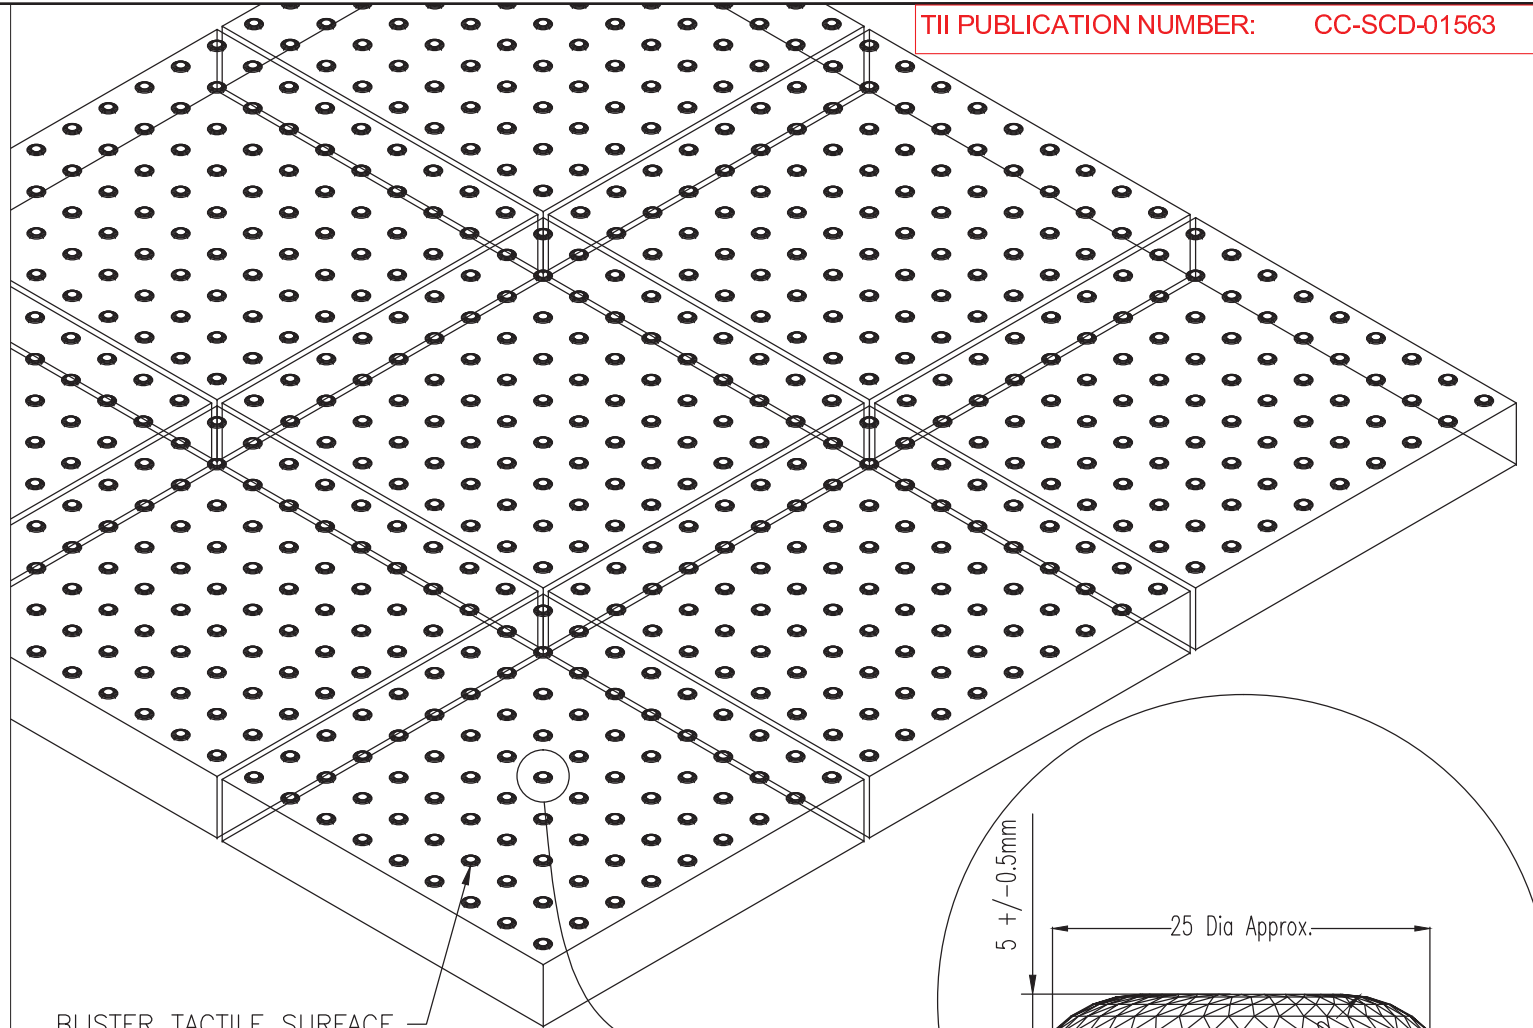 TII PUBLICATION NUMBER: CC-SCD-01563
5 +/-0.5mm
25 Dia Approx.
BLISTER TACTILE SURFACE